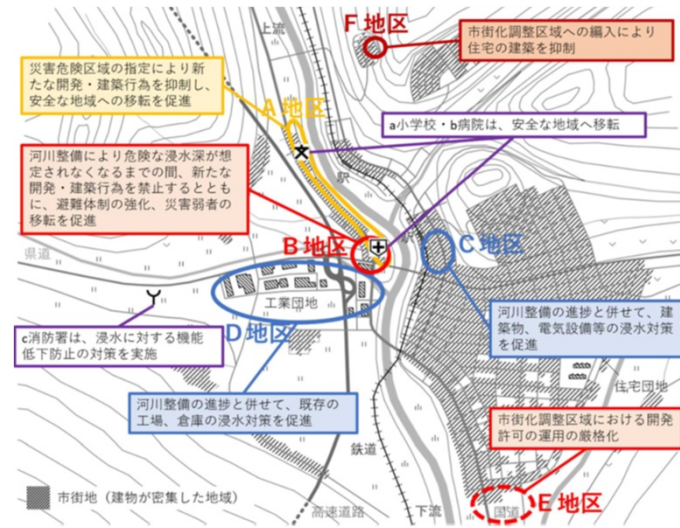 上流
F 地区
市街化調整区域への編入により
住宅の建築を抑制
災害危険区域の指定により新
たな開発・建築行為を抑制し、
安全な地域への移転を促進
A 地区
a小学校・b病院は、安全な地域へ移転
河川整備により危険な浸水深が想
定されなくなるまでの間、新たな
開発・建築行為を禁止するととも
に、避難体制の強化、災害弱者の
移転を促進
駅
B 地区
C 地区
県道
工業団地
D 地区
河川整備の進捗と併せて、建
築物、電気設備等の浸水対策
を促進
c消防署は、浸水に対する機能
低下防止の対策を実施
住宅団地
河川整備の進捗と併せて、既存の
工場、倉庫の浸水対策を促進
市街化調整区域における開発
許可の運用の厳格化
鉄道
市街地（建物が密集した地域）
高速道路
下流
国道
E 地区